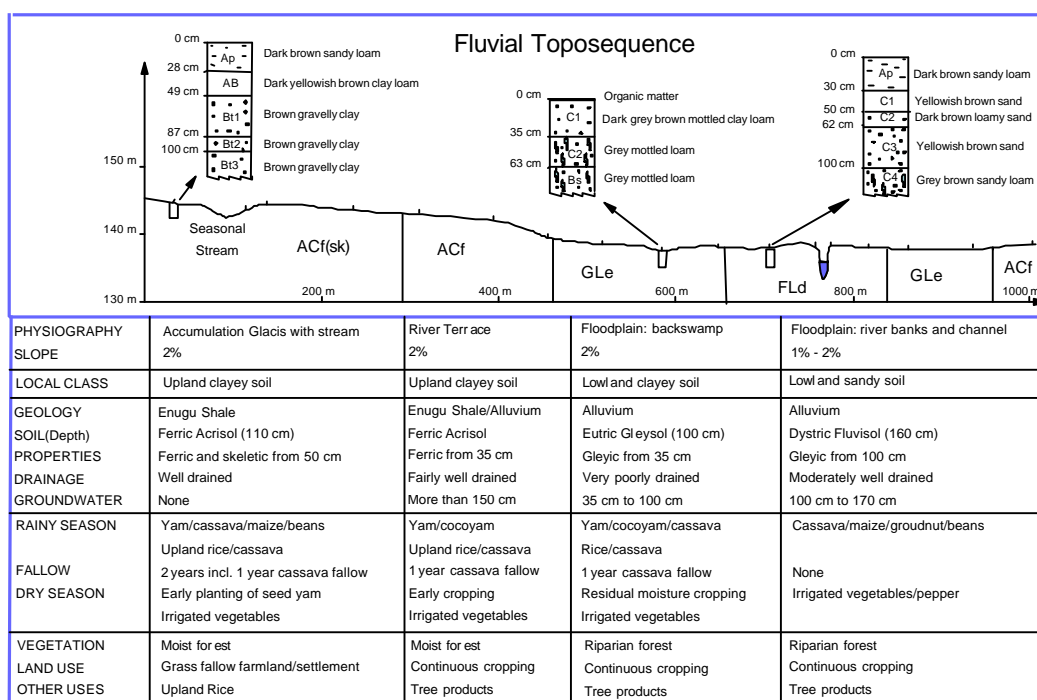 Fluvial Toposequence
0 cm
28 cm
49 cm
87 cm
100 cm
Ap
AB
Bt1
Bt2
Bt3
Dark brown sandy loam
Dark yellowish brown clay loam
Brown gravelly clay
Brown gravelly clay
Brown gravelly clay
0 cm
35 cm
63 cm
C1
C2
Bs
Organic matter
Dark grey brown mottled clay loam
Grey mottled loam
Grey mottled loam
0 cm
30 cm
50 cm
62 cm
100 cm
Ap
C1
C2
C3
C4
Dark brown sandy loam
Yellowish brown sand
Dark brown loamy sand
Yellowish brown sand
Grey brown sandy loam
150 m
140 m
130 m
Seasonal
Stream
ACf(sk)
ACf
GLe
FLd
GLe
ACf
200 m
400 m
600 m
800 m
1000 m
PHYSIOGRAPHY Accumulation Glacis with stream River Terrace Floodplain: backswamp Floodplain: river banks and channel
SLOPE 2% 2% 2% 1% - 2%
LOCAL CLASS Upland clayey soil Upland clayey soil Lowland clayey soil Lowland sandy soil
GEOLOGY Enugu Shale Enugu Shale/Alluvium Alluvium Alluvium
SOIL(Depth) Ferric Acrisol (110 cm) Ferric Acrisol Eutric Gleysol (100 cm) Dystric Fluvisol (160 cm)
PROPERTIES Ferric and skeletic from 50 cm Ferric from 35 cm Gleyic from 35 cm Gleyic from 100 cm
DRAINAGE Well drained Fairly well drained Very poorly drained Moderately well drained
GROUNDWATER None More than 150 cm 35 cm to 100 cm 100 cm to 170 cm
RAINY SEASON Yam/cassava/maize/beans Yam/cocoyam Yam/cocoyam/cassava Cassava/maize/groudnut/beans
Upland rice/cassava Upland rice/cassava Rice/cassava
FALLOW 2 years incl. 1 year cassava fallow 1 year cassava fallow 1 year cassava fallow None
DRY SEASON Early planting of seed yam Early cropping Residual moisture cropping Irrigated vegetables/pepper
Irrigated vegetables Irrigated vegetables Irrigated vegetables
VEGETATION Moist forest Moist forest Riparian forest Riparian forest
LAND USE Grass fallow farmland/settlement Continuous cropping Continuous cropping Continuous cropping
OTHER USES Upland Rice Tree products Tree products Tree products